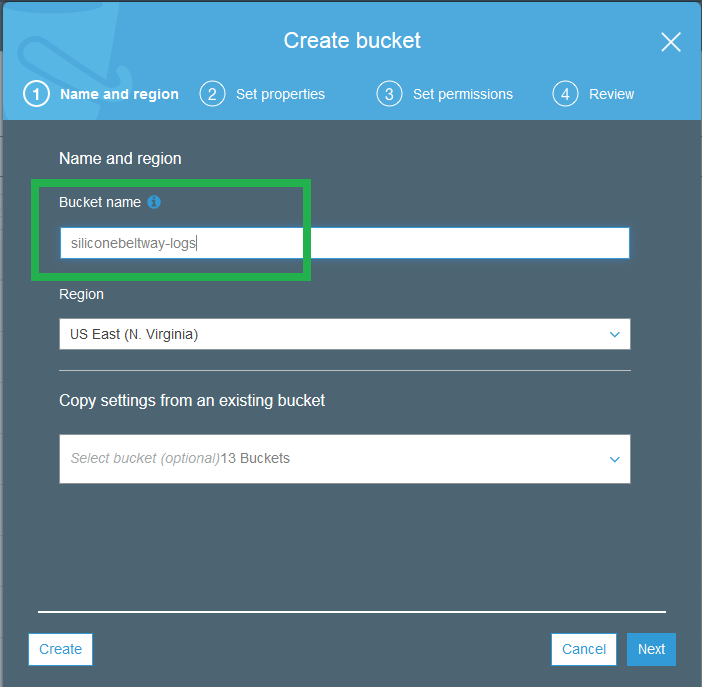 Create bucket
1 Name and region 2 Set properties 3 Set permissions 4 Review
Name and region
Bucket name i
siliconebeltway-logs
Region
US East (N. Virginia)
Copy settings from an existing bucket
Select bucket (optional)13 Buckets
Create Cancel Next